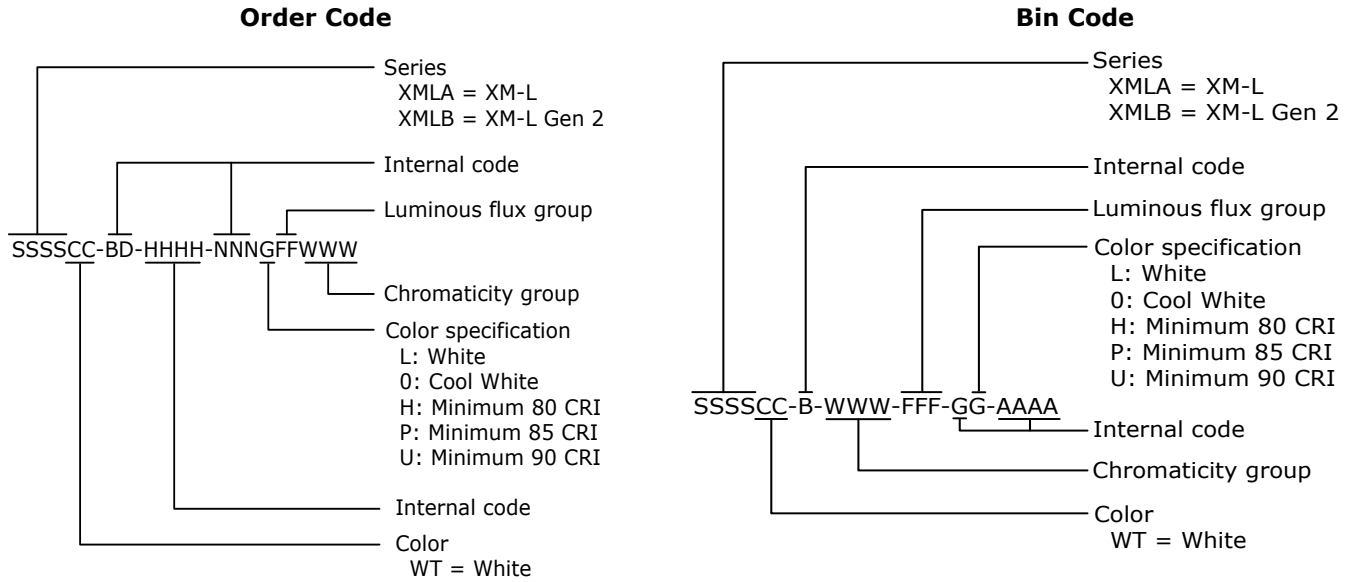 Order Code
Series
XMLA = XM-L
XMLB = XM-L Gen 2
Internal code
Luminous flux group
SSSSCC-BD-HHHH-NNNGFFWWW
Chromaticity group
Color specification
L: White
0: Cool White
H: Minimum 80 CRI
P: Minimum 85 CRI
U: Minimum 90 CRI
Internal code
Color
WT = White
Bin Code
Series
XMLA = XM-L
XMLB = XM-L Gen 2
Internal code
Luminous flux group
Color specification
L: White
0: Cool White
H: Minimum 80 CRI
P: Minimum 85 CRI
U: Minimum 90 CRI
SSSSCC-B-WWW-FFF-GG-AAAA
Internal code
Chromaticity group
Color
WT = White